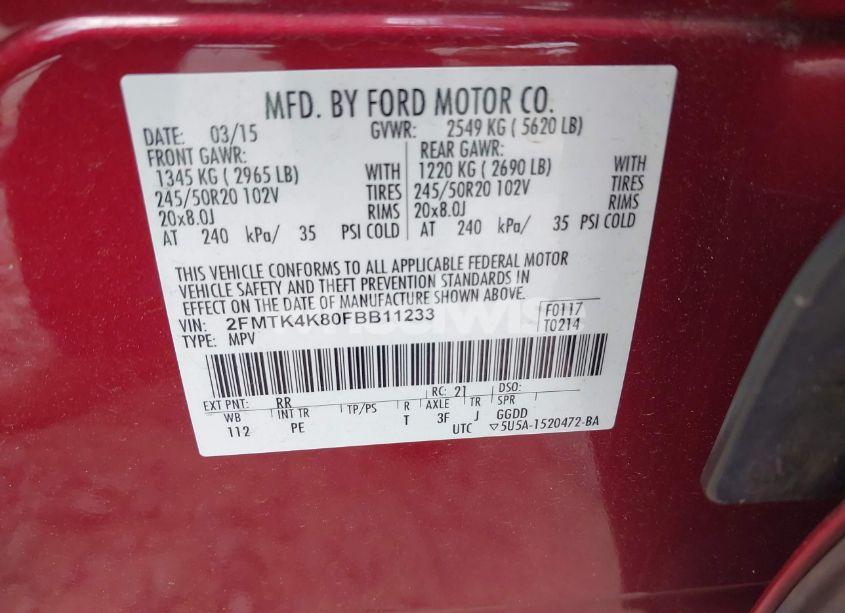 MFD. BY FORD MOTOR CO.
DATE: 03/15 GVWR: 2549 KG ( 5620 LB)
FRONT GAWR: REAR GAWR:
1345 KG ( 2965 LB) WITH 1220 KG ( 2690 LB) WITH
245/50R20 102V TIRES 245/50R20 102V TIRES
20x8.0J RIMS 20x8.0J RIMS
AT 240 kPa/ 35 PSI COLD AT 240 kPa/ 35 PSI COLD
THIS VEHICLE CONFORMS TO ALL APPLICABLE FEDERAL MOTOR
VEHICLE SAFETY AND THEFT PREVENTION STANDARDS IN
EFFECT ON THE DATE OF MANUFACTURE SHOWN ABOVE.
VIN: 2FMTK4K80FBB11233 F0117
TYPE: MPV T0214
EXT PNT: RR RC: 21 DSO:
WB INT TR TP/PS R AXLE TR SPR
112 PE T 3F J GGDD
UTC ▽5U5A-1520472-BA